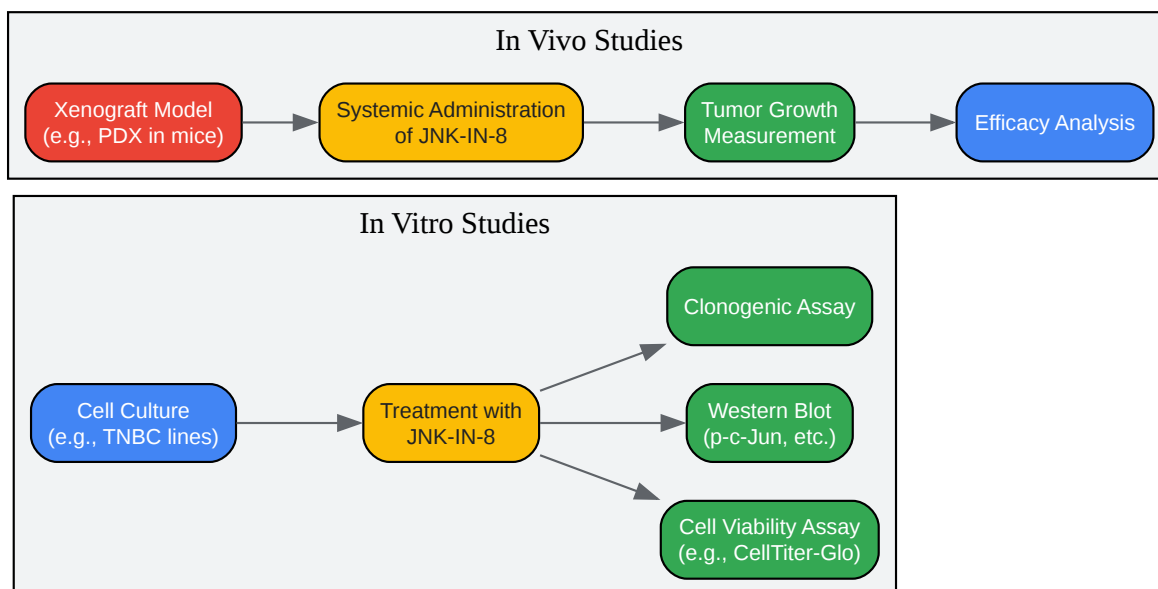 In Vivo Studies
Xenograft Model
(e.g., PDX in mice)
Systemic Administration
of JNK-IN-8
Tumor Growth
Measurement
Efficacy Analysis
In Vitro Studies
Cell Culture
(e.g., TNBC lines)
Treatment with
JNK-IN-8
Clonogenic Assay
Western Blot
(p-c-Jun, etc.)
Cell Viability Assay
(e.g., CellTiter-Glo)